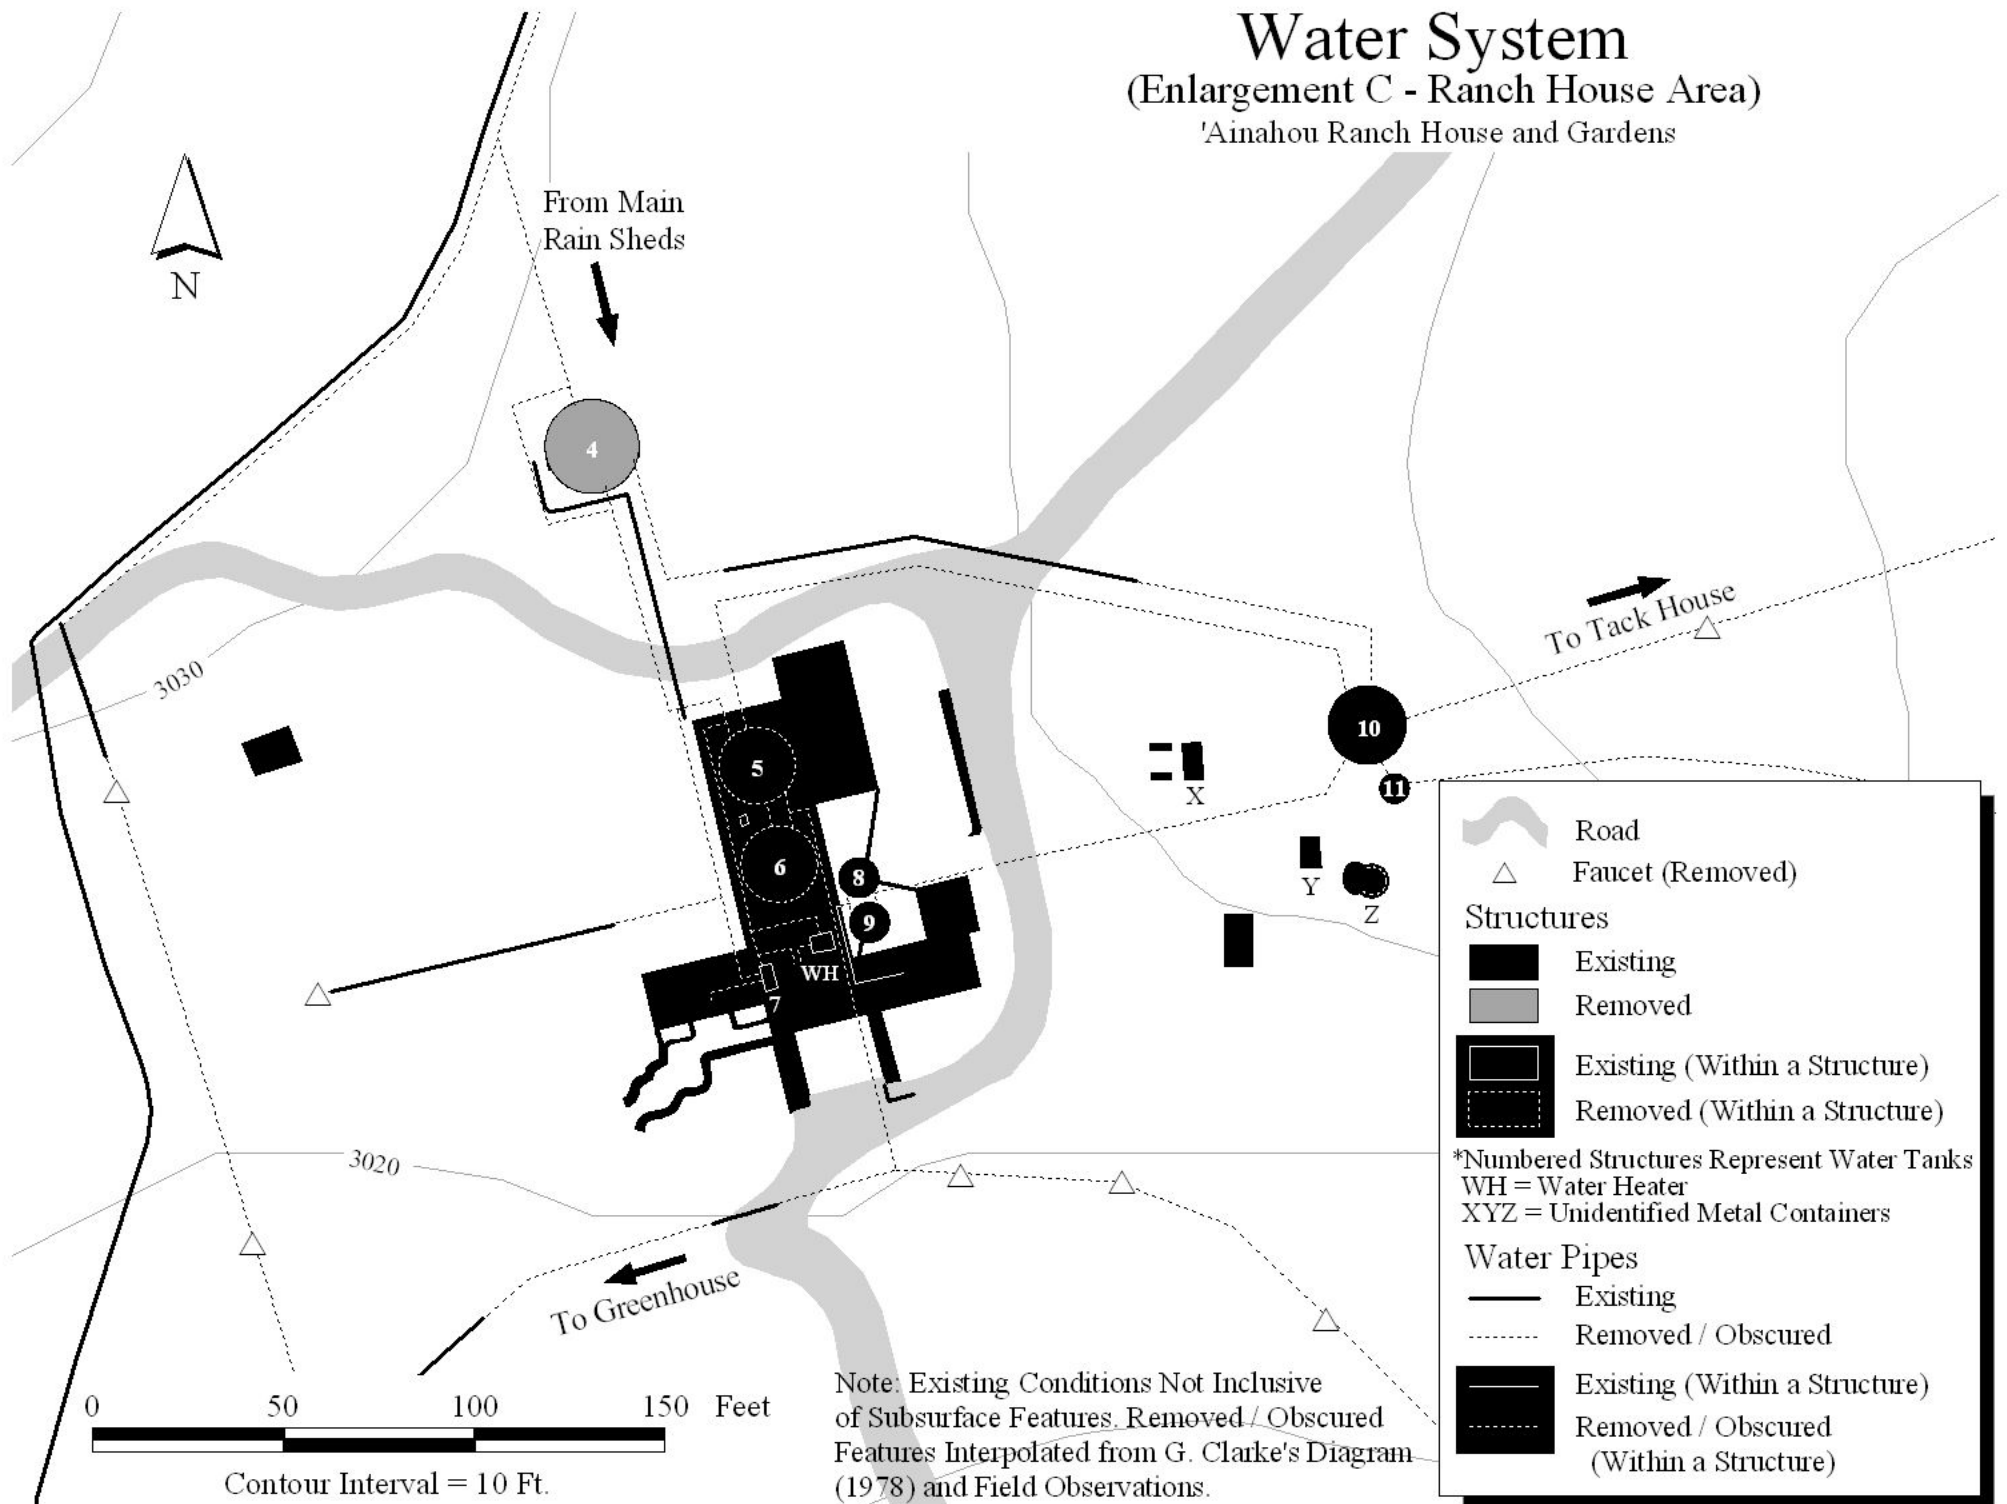 Water System
(Enlargement C - Ranch House Area)
'Ainahou Ranch House and Gardens
From Main
Rain Sheds
N
4
3030
To Tack House
10
5
11
X
6
8
Y
Z
9
WH
7
3020
To Greenhouse
Road
Faucet (Removed)
Structures
Existing
Removed
Existing (Within a Structure)
Removed (Within a Structure)
*Numbered Structures Represent Water Tanks
WH = Water Heater
XYZ = Unidentified Metal Containers
Water Pipes
Existing
Removed / Obscured
Existing (Within a Structure)
Removed / Obscured
(Within a Structure)
0 50 100 150 Feet
Contour Interval = 10 Ft.
Note: Existing Conditions Not Inclusive
of Subsurface Features. Removed / Obscured
Features Interpolated from G. Clarke's Diagram
(1978) and Field Observations.